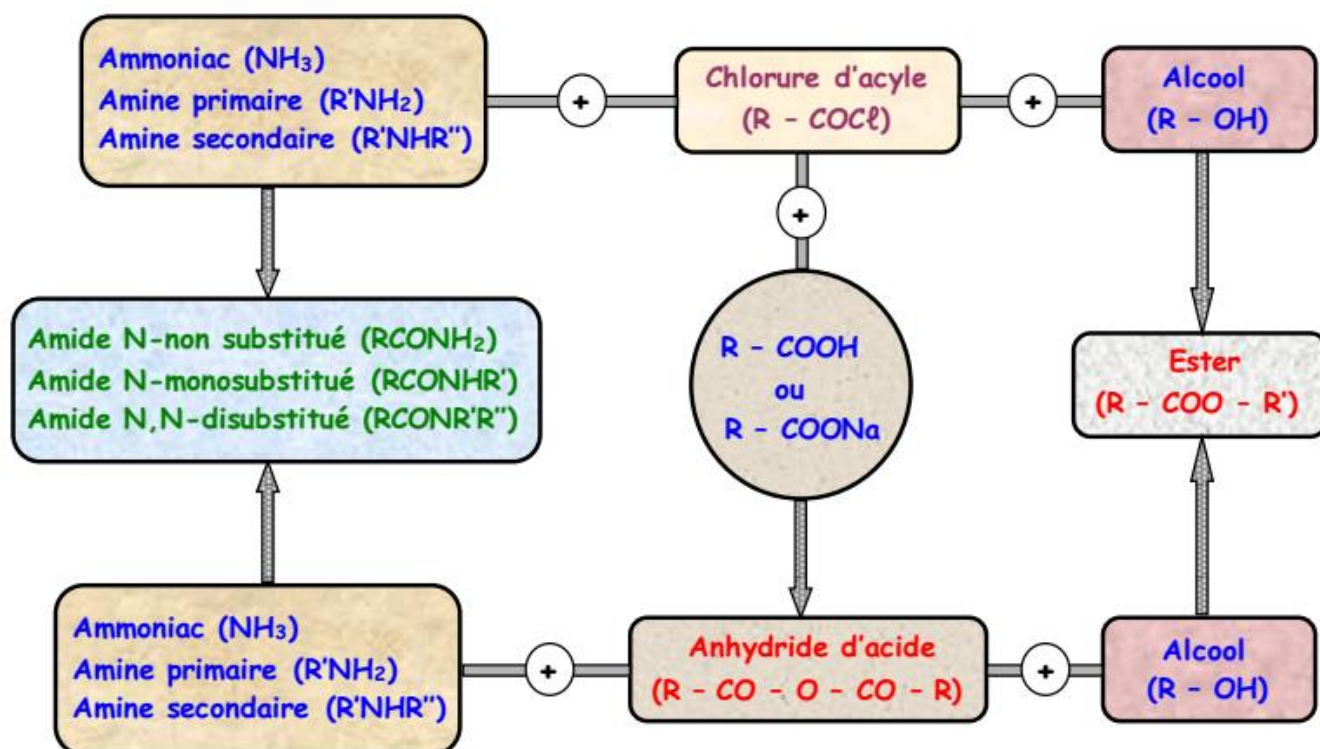 Ammoniac (NH₃)
Amine primaire (R'NH₂)
Amine secondaire (R'NHR'')
+
Chlorure d'acyle
(R – COCℓ)
+
Alcool
(R – OH)
+
Amide N-non substitué (RCONH₂)
Amide N-monosubstitué (RCONHR')
Amide N,N-disubstitué (RCONR'R'')
R – COOH
ou
R – COONa
Ester
(R – COO – R')
Ammoniac (NH₃)
Amine primaire (R'NH₂)
Amine secondaire (R'NHR'')
+
Anhydride d'acide
(R – CO – O – CO – R)
+
Alcool
(R – OH)